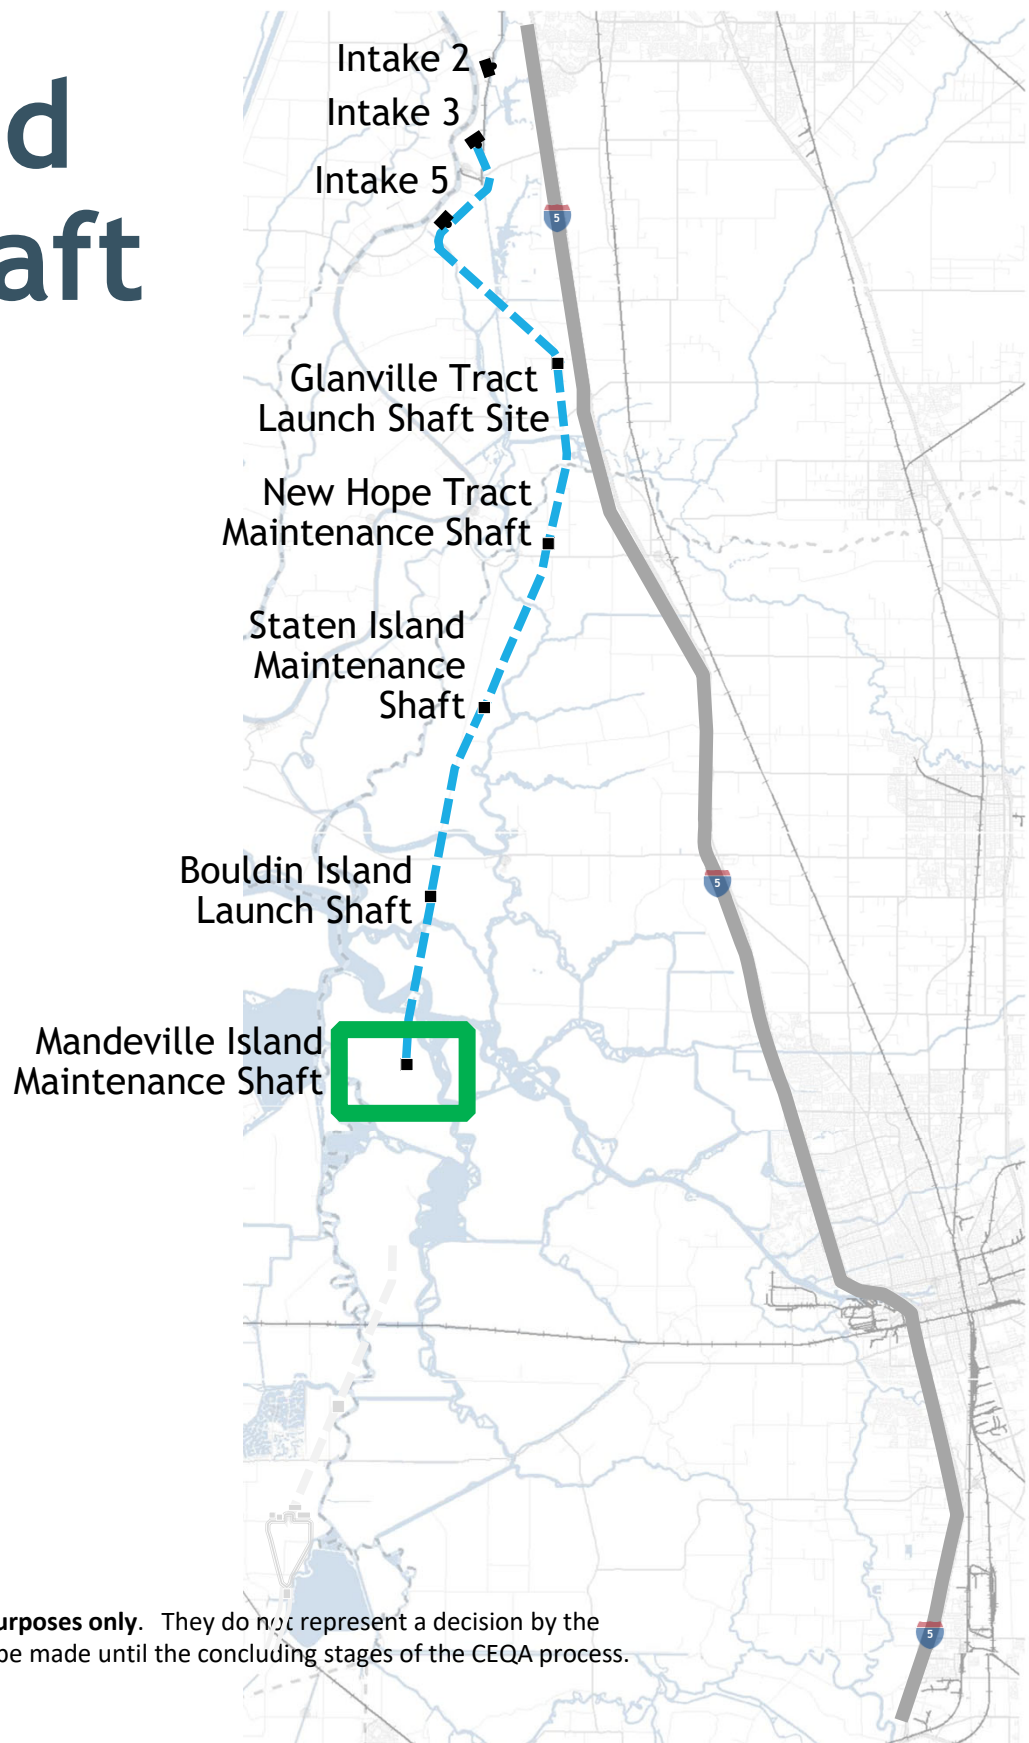 d
aft
Intake 2
Intake 3
Intake 5
5
Glanville Tract
Launch Shaft Site
New Hope Tract
Maintenance Shaft
Staten Island
Maintenance
Shaft
Bouldin Island
Launch Shaft
5
Mandeville Island
Maintenance Shaft
urposes only. They do not represent a decision by the
be made until the concluding stages of the CEQA process.
5